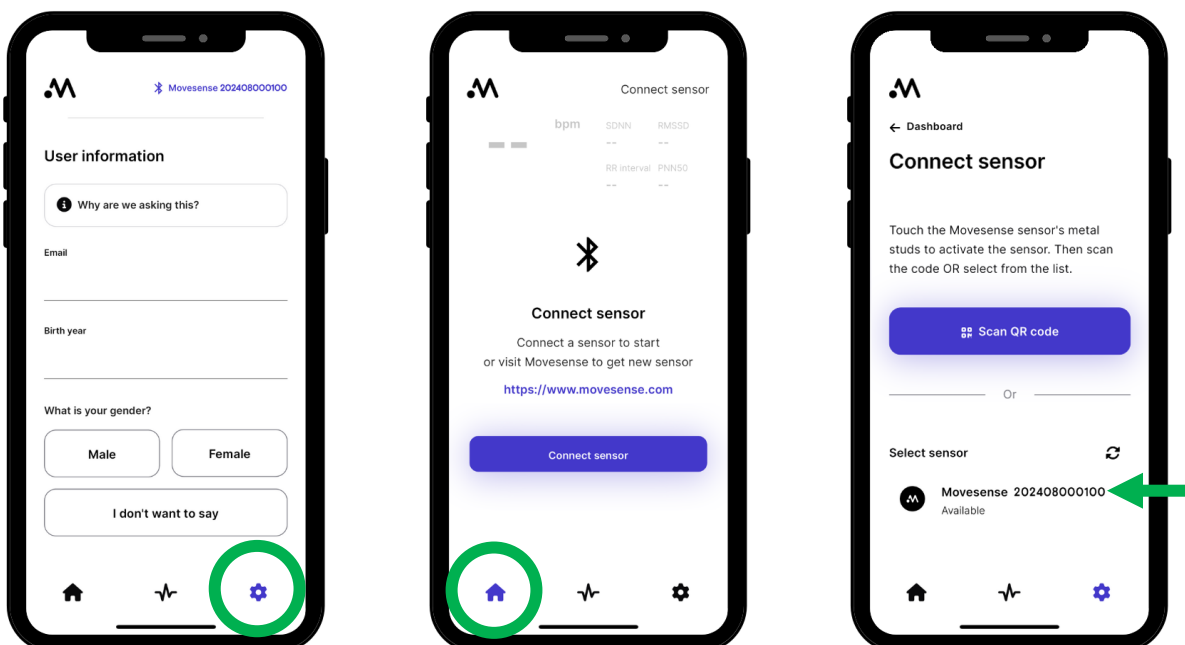 Movesense 202408000100
User information
Why are we asking this?
Email
Birth year
What is your gender?
Male
Female
I don't want to say
Connect sensor
bpm
SDNN
RMSSD
-- --
--
--
RR interval
PNN50
--
--
Connect sensor
Connect a sensor to start
or visit Movesense to get new sensor
https://www.movesense.com
Connect sensor
← Dashboard
Connect sensor
Touch the Movesense sensor's metal
studs to activate the sensor. Then scan
the code OR select from the list.
Scan QR code
Or
Select sensor
Movesense 202408000100
Available